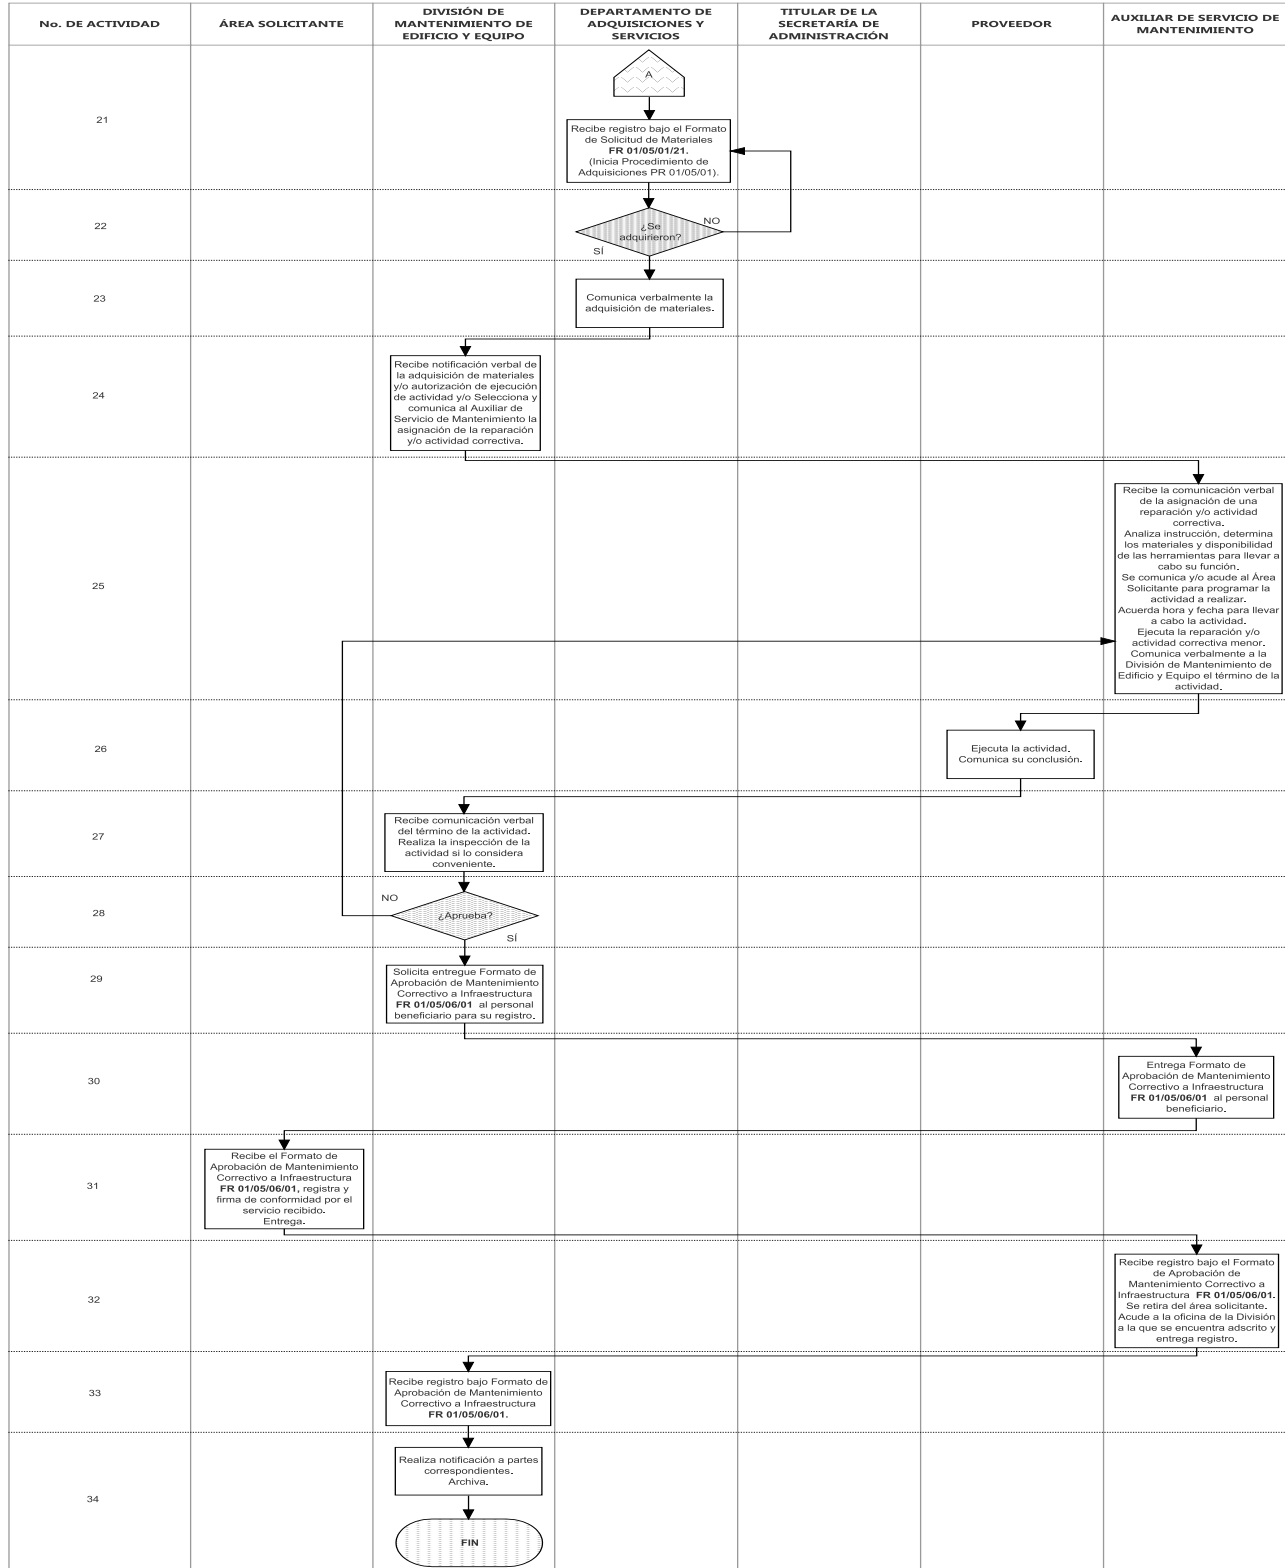 No. DE ACTIVIDAD
ÁREA SOLICITANTE
DIVISIÓN DE
MANTENIMIENTO DE
EDIFICIO Y EQUIPO
DEPARTAMENTO DE
ADQUISICIONES Y
SERVICIOS
TITULAR DE LA
SECRETARÍA DE
ADMINISTRACIÓN
PROVEEDOR
AUXILIAR DE SERVICIO DE
MANTENIMIENTO
A
21
Recibe registro bajo el Formato
de Solicitud de Materiales
FR 01/05/01/21.
(Inicia Procedimiento de
Adquisiciones PR 01/05/01).
22
¿Se
adquirieron?
NO
SÍ
23
Comunica verbalmente la
adquisición de materiales.
24
Recibe notificación verbal de
la adquisición de materiales
y/o autorización de ejecución
de actividad y/o Selecciona y
comunica al Auxiliar de
Servicio de Mantenimiento la
asignación de la reparación
y/o actividad correctiva.
25
Recibe la comunicación verbal
de la asignación de una
reparación y/o actividad
correctiva.
Analiza instrucción, determina
los materiales y disponibilidad
de las herramientas para llevar a
cabo su función.
Se comunica y/o acude al Área
Solicitante para programar la
actividad a realizar.
Acuerda hora y fecha para llevar
a cabo la actividad.
Ejecuta la reparación y/o
actividad correctiva menor.
Comunica verbalmente a la
División de Mantenimiento de
Edificio y Equipo el término de la
actividad.
26
Ejecuta la actividad.
Comunica su conclusión.
27
Recibe comunicación verbal
del término de la actividad.
Realiza la inspección de la
actividad si lo considera
conveniente.
28
NO
¿Aprueba?
SÍ
29
Solicita entregue Formato de
Aprobación de Mantenimiento
Correctivo a Infraestructura
FR 01/05/06/01 al personal
beneficiario para su registro.
30
Entrega Formato de
Aprobación de Mantenimiento
Correctivo a Infraestructura
FR 01/05/06/01 al personal
beneficiario.
31
Recibe el Formato de
Aprobación de Mantenimiento
Correctivo a Infraestructura
FR 01/05/06/01, registra y
firma de conformidad por el
servicio recibido.
Entrega.
32
Recibe registro bajo el Formato
de Aprobación de
Mantenimiento Correctivo a
Infraestructura FR 01/05/06/01.
Se retira del área solicitante.
Acude a la oficina de la División
a la que se encuentra adscrito y
entrega registro.
33
Recibe registro bajo Formato de
Aprobación de Mantenimiento
Correctivo a Infraestructura
FR 01/05/06/01.
34
Realiza notificación a partes
correspondientes.
Archiva.
FIN